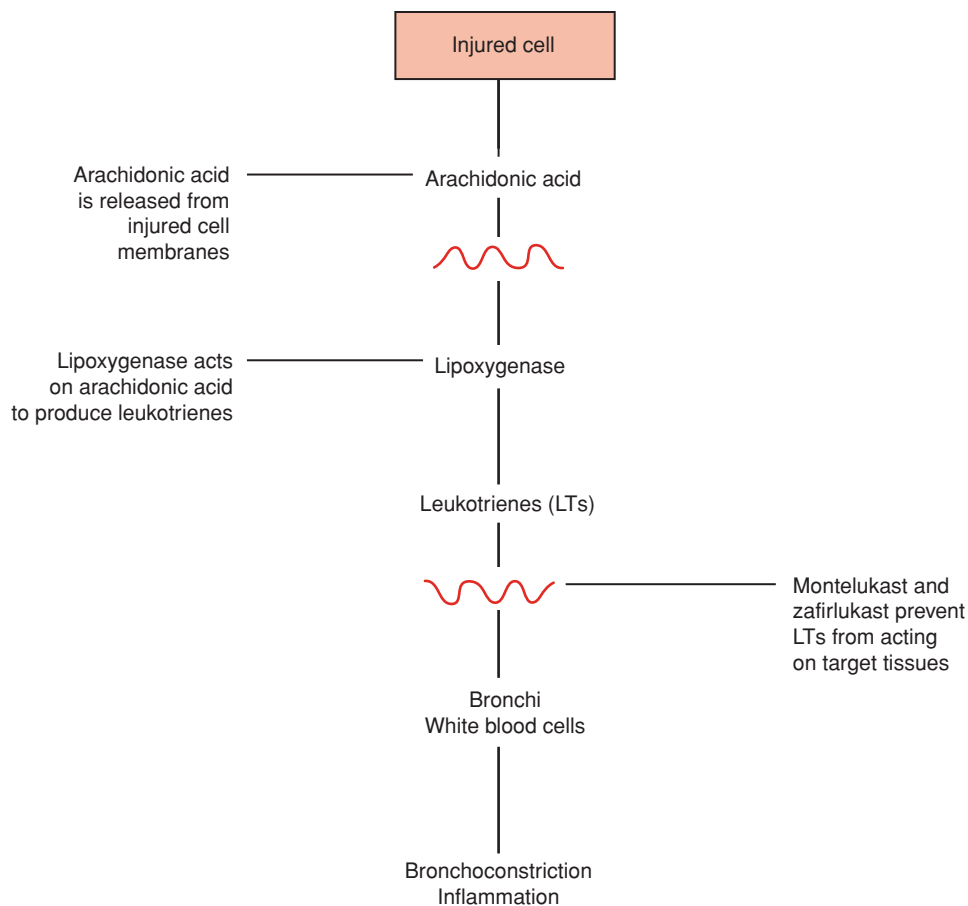 Injured cell
Arachidonic acid
is released from
injured cell
membranes
Arachidonic acid
Lipoxygenase acts
on arachidonic acid
to produce leukotrienes
Lipoxygenase
Leukotrienes (LTs)
Montelukast and
zafirlukast prevent
LTs from acting
on target tissues
Bronchi
White blood cells
Bronchoconstriction
Inflammation